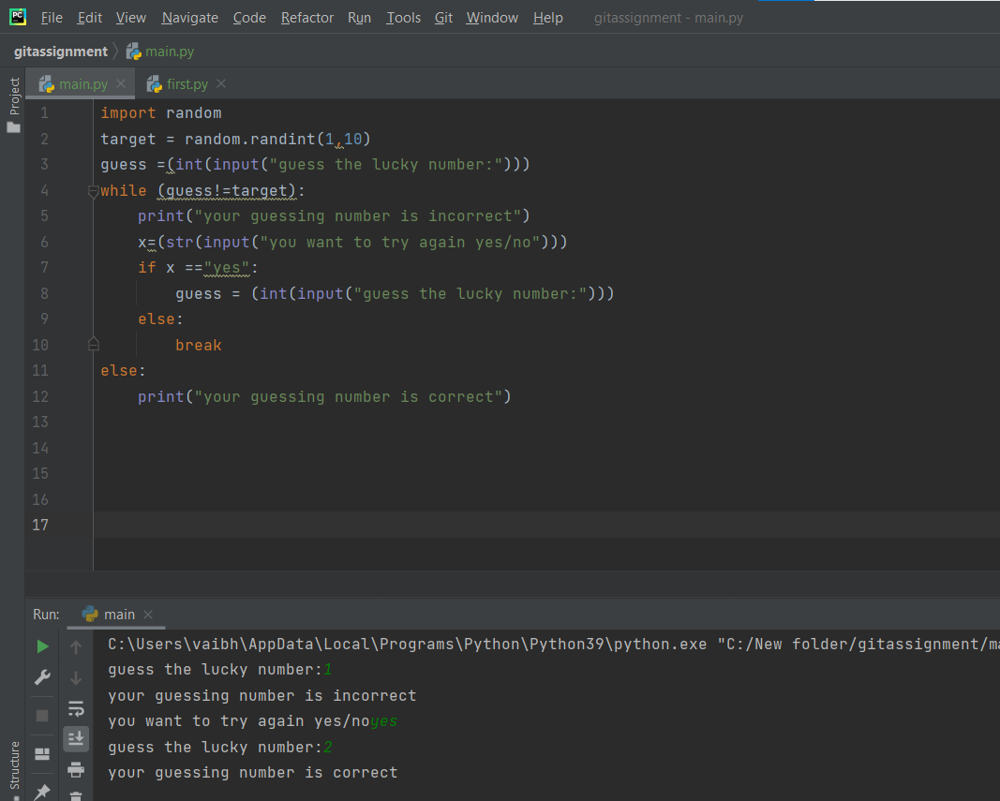 PC File Edit View Navigate Code Refactor Run Tools Git Window Help gitassignment - main.py
gitassignment main.py
main.py first.py
Project
1 import random
2 target = random.randint(1,10)
3 guess =(int(input("guess the lucky number:")))
4 while (guess!=target):
5 print("your guessing number is incorrect")
6 x=(str(input("you want to try again yes/no")))
7 if x =="yes":
8 guess = (int(input("guess the lucky number:")))
9 else:
10 break
11 else:
12 print("your guessing number is correct")
13
14
15
16
17
Run: main
C:\Users\vaibh\AppData\Local\Programs\Python\Python39\python.exe "C:/New folder/gitassignment/
guess the lucky number:1
your guessing number is incorrect
you want to try again yes/noyes
guess the lucky number:2
your guessing number is correct
Structure